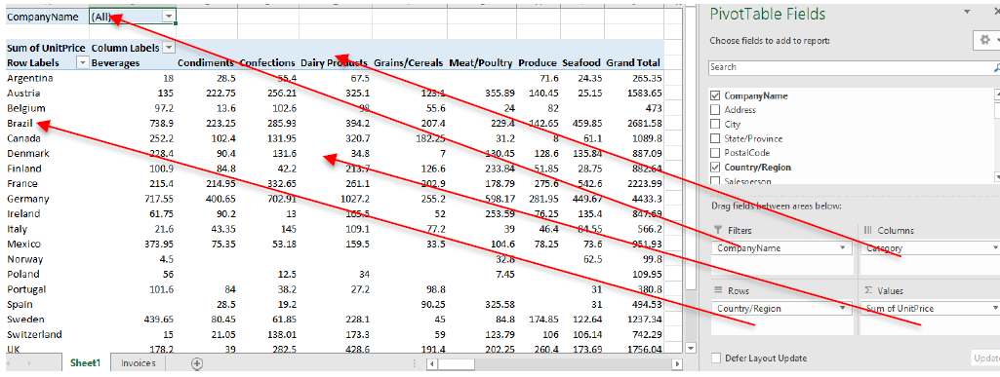 CompanyName (All)
Sum of UnitPrice Column Labels
Row Labels Beverages Condiments Confections Dairy Products Grains/Cereals Meat/Poultry Produce Seafood Grand Total
Argentina 18 28.5 55.4 67.5 71.6 24.35 265.35
Austria 135 222.75 256.21 325.1 123.1 355.89 140.45 25.15 1583.65
Belgium 97.2 13.6 102.6 98 55.6 24 82 473
Brazil 738.9 223.25 285.93 394.2 207.4 229.4 142.65 459.85 2681.58
Canada 252.2 102.4 131.95 320.7 182.25 31.2 8 61.1 1089.8
Denmark 228.4 90.4 131.6 34.8 7 130.45 128.6 135.84 887.09
Finland 100.9 84.8 42.2 213.7 126.6 233.84 51.85 28.75 882.64
France 215.4 214.95 332.65 261.1 202.9 178.79 275.6 542.6 2223.99
Germany 717.55 400.65 702.91 1027.2 255.2 598.17 281.95 449.67 4433.3
Ireland 61.75 90.2 13 165.5 52 253.59 76.25 135.4 847.69
Italy 21.6 43.35 145 109.1 77.2 39 46.4 84.55 566.2
Mexico 373.95 75.35 53.18 159.5 33.5 104.6 78.25 73.6 951.93
Norway 4.5 32.8 62.5 99.8
Poland 56 12.5 34 7.45 109.95
Portugal 101.6 84 38.2 27.2 98.8 31 380.8
Spain 28.5 19.2 90.25 325.58 31 494.53
Sweden 439.65 80.45 61.85 228.1 45 84.8 174.85 122.64 1237.34
Switzerland 15 21.05 138.01 173.3 59 123.79 106 106.14 742.29
UK 178.2 39 282.5 428.6 191.4 202.25 260.4 173.69 1756.04
Sheet1 Invoices
PivotTable Fields
Choose fields to add to report:
Search
CompanyName
Address
City
State/Province
PostalCode
Country/Region
Salesperson
Drag fields between areas below:
Filters Columns
CompanyName Category
Rows Σ Values
Country/Region Sum of UnitPrice
Defer Layout Update Updat